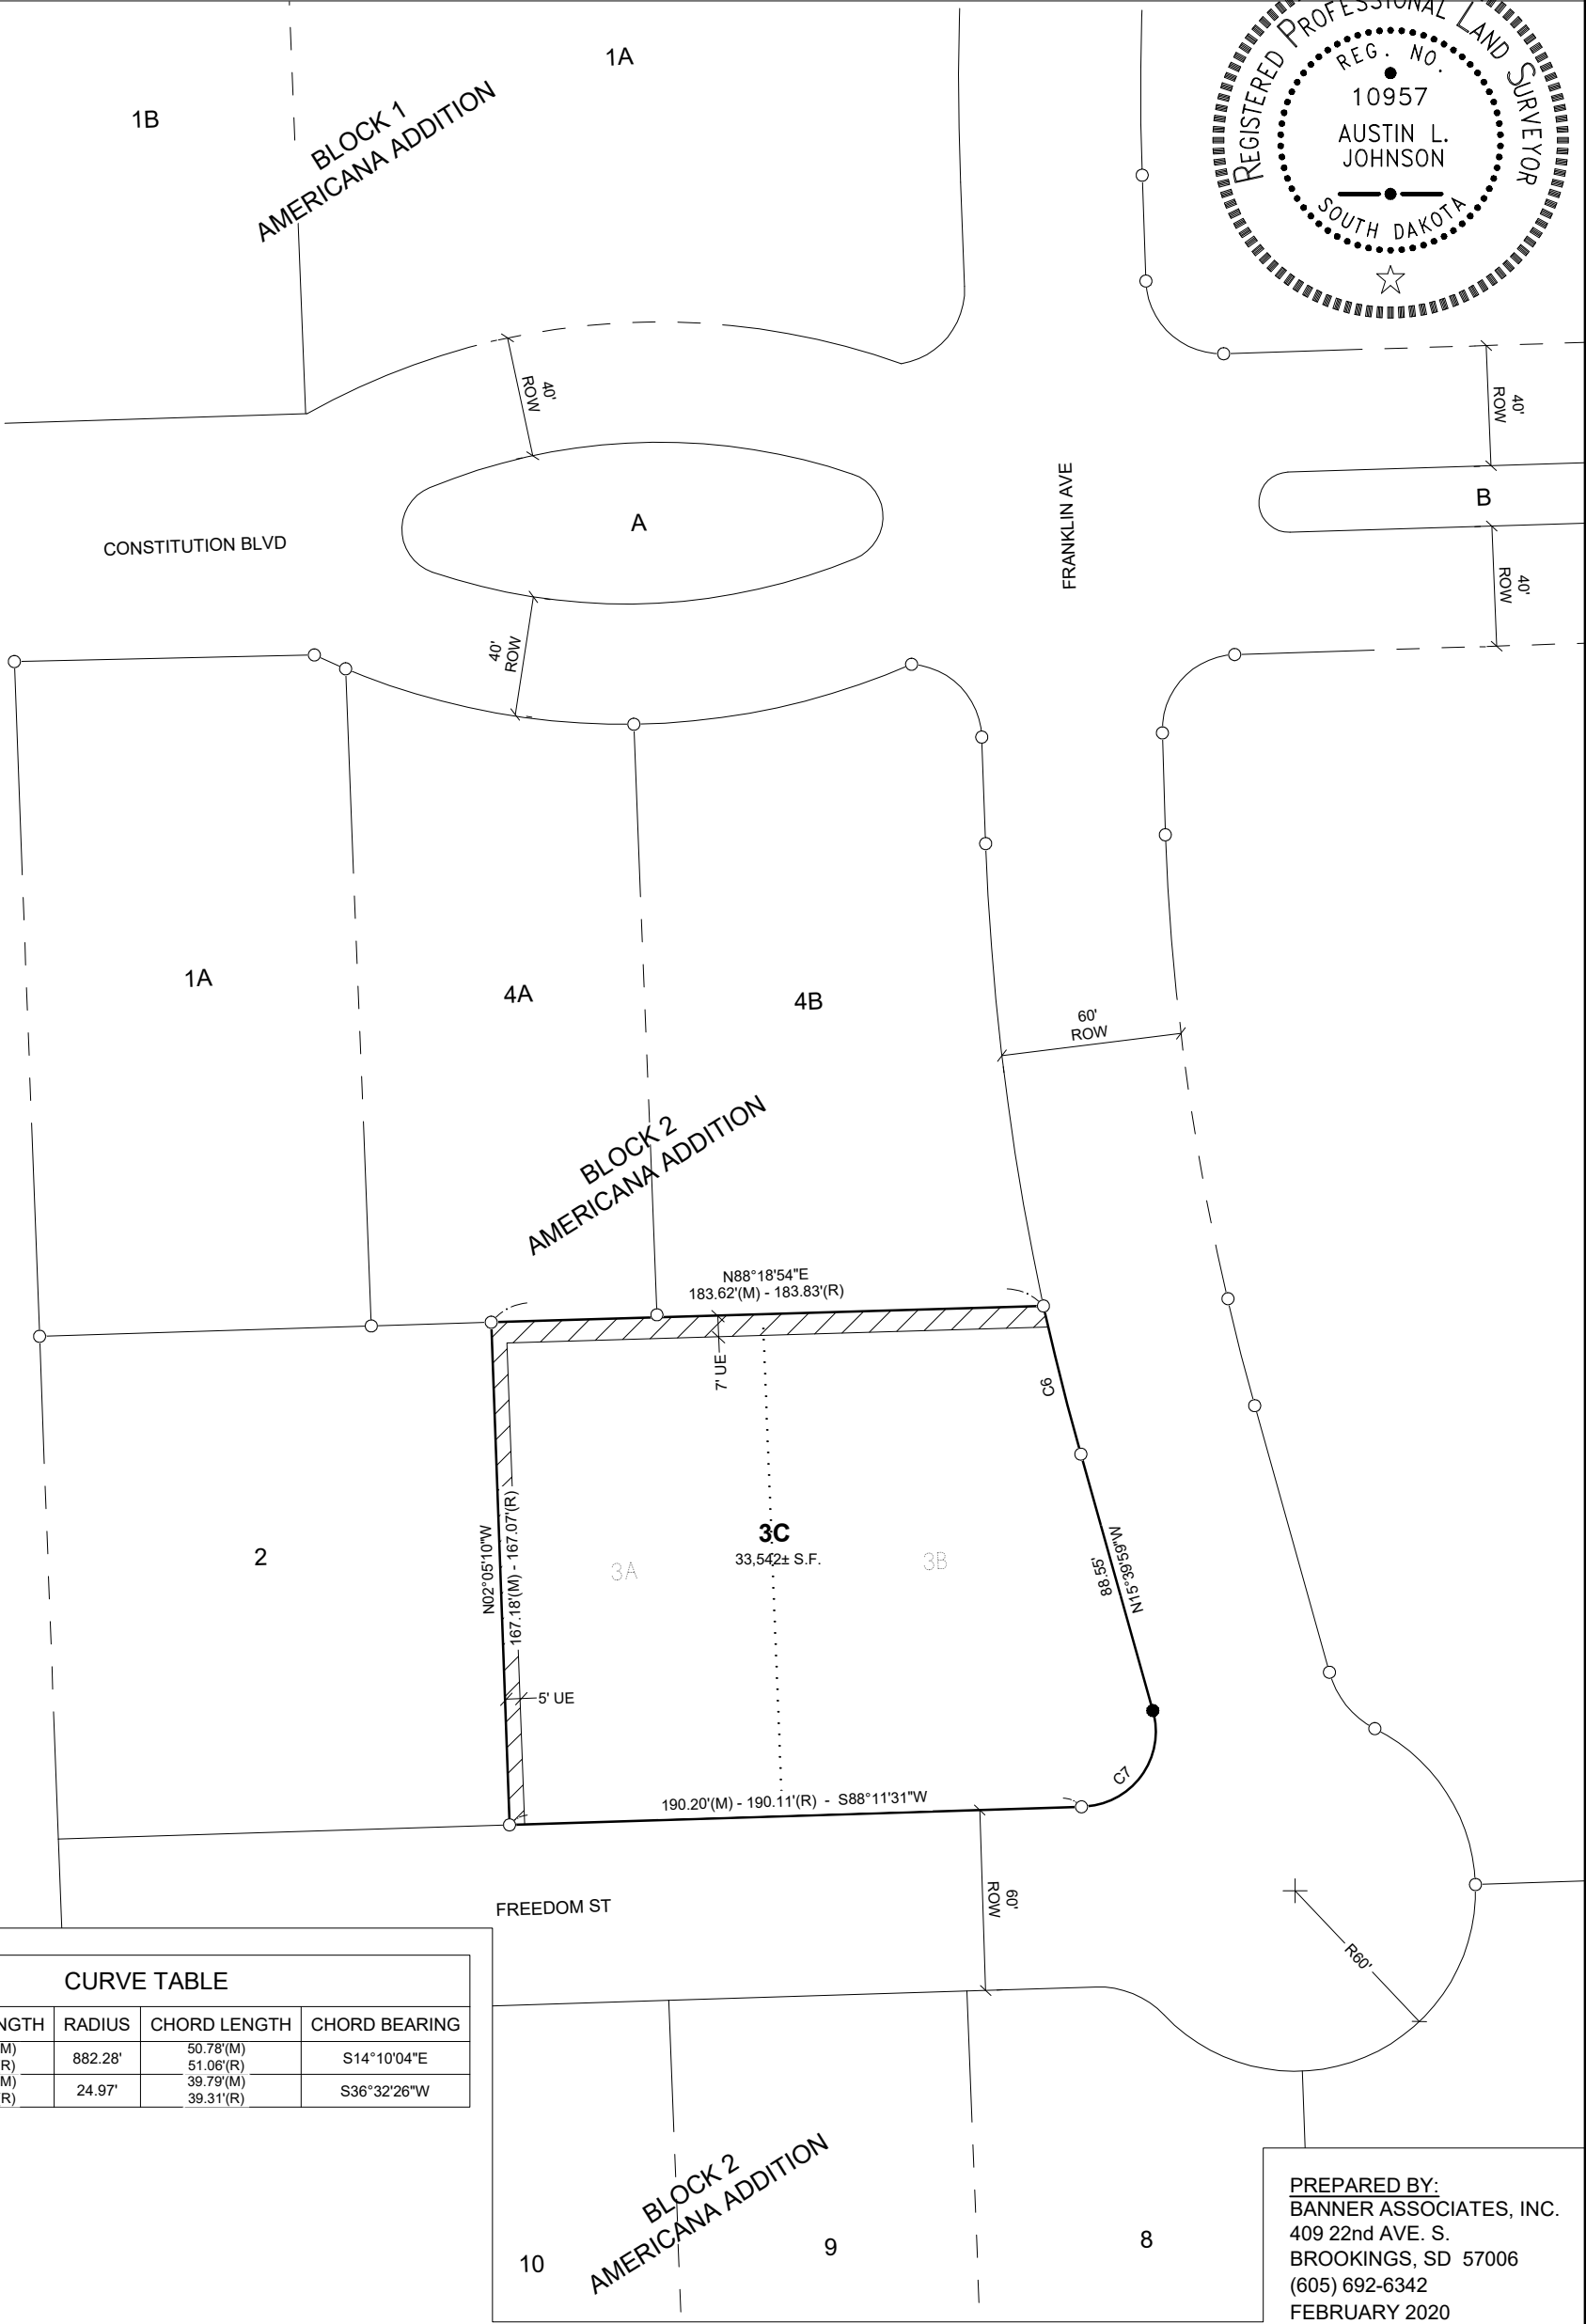 1A
1B
BLOCK 1
AMERICANA ADDITION
REGISTERED PROFESSIONAL LAND SURVEYOR
REG. NO.
10957
AUSTIN L.
JOHNSON
SOUTH DAKOTA
40'
ROW
40'
ROW
A
B
CONSTITUTION BLVD
FRANKLIN AVE
40'
ROW
40'
ROW
1A
4A
4B
60'
ROW
BLOCK 2
AMERICANA ADDITION
N88°18'54"E
183.62'(M) - 183.83'(R)
7' UE
C6
2
N02°05'10"W
167.18'(M) - 167.07'(R)
3C
33,542± S.F.
3A
3B
88.55'
N15°39'59"W
5' UE
C7
190.20'(M) - 190.11'(R) - S88°11'31"W
FREEDOM ST
60'
ROW
R60'
CURVE TABLE
NGTH RADIUS CHORD LENGTH CHORD BEARING
M) 50.78'(M)
R) 882.28' 51.06'(R) S14°10'04"E
M) 39.79'(M)
R) 24.97' 39.31'(R) S36°32'26"W
BLOCK 2
AMERICANA ADDITION
10
9
8
PREPARED BY:
BANNER ASSOCIATES, INC.
409 22nd AVE. S.
BROOKINGS, SD 57006
(605) 692-6342
FEBRUARY 2020